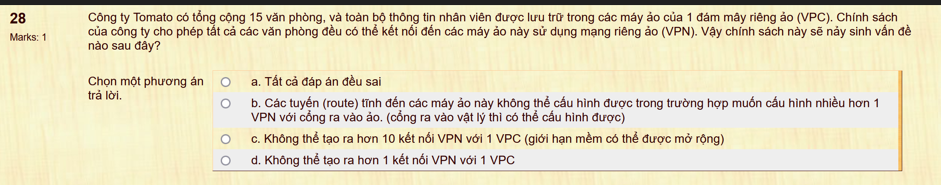 28
Marks: 1
Công ty Tomato có tổng cộng 15 văn phòng, và toàn bộ thông tin nhân viên được lưu trữ trong các máy ảo của 1 đám mây riêng ảo (VPC). Chính sách
của công ty cho phép tất cả các văn phòng đều có thể kết nối đến các máy ảo này sử dụng mạng riêng ảo (VPN). Vậy chính sách này sẽ nảy sinh vấn đề
nào sau đây?
Chọn một phương án
trả lời.
a. Tất cả đáp án đều sai
b. Các tuyến (route) tĩnh đến các máy ảo này không thể cấu hình được trong trường hợp muốn cấu hình nhiều hơn 1
VPN với cổng ra vào ảo. (cổng ra vào vật lý thì có thể cấu hình được)
c. Không thể tạo ra hơn 10 kết nối VPN với 1 VPC (giới hạn mềm có thể được mở rộng)
d. Không thể tạo ra hơn 1 kết nối VPN với 1 VPC